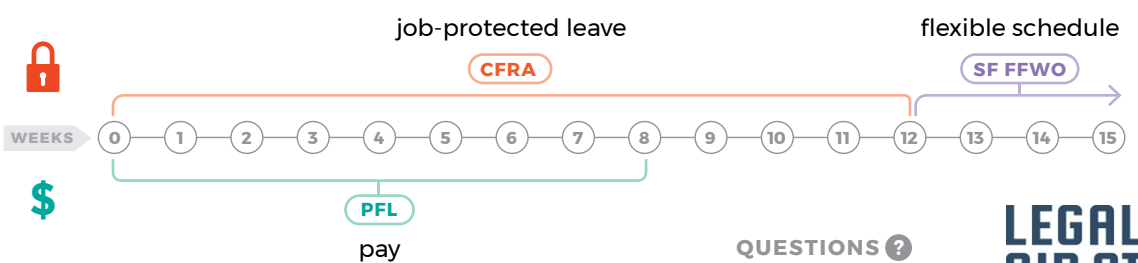 job-protected leave
flexible schedule
CFRA
SF FFWO
WEEKS 0 1 2 3 4 5 6 7 8 9 10 11 12 13 14 15
$
PFL
pay
QUESTIONS ?
LEGAL